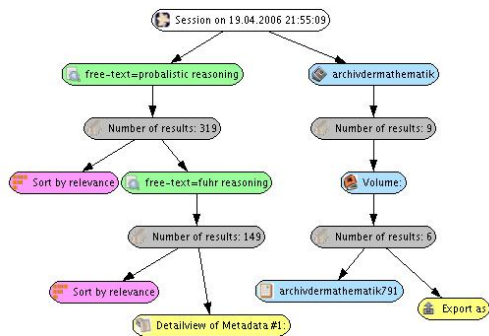 Session on 19.04.2006 21:55:09
free-text=probalistic reasoning
archivdermathematik
Number of results: 319
Number of results: 9
Sort by relevance
free-text=fuhr reasoning
Volume:
Number of results: 149
Number of results: 6
Sort by relevance
archivdermathematik791
Export as
Detailview of Metadata #1: